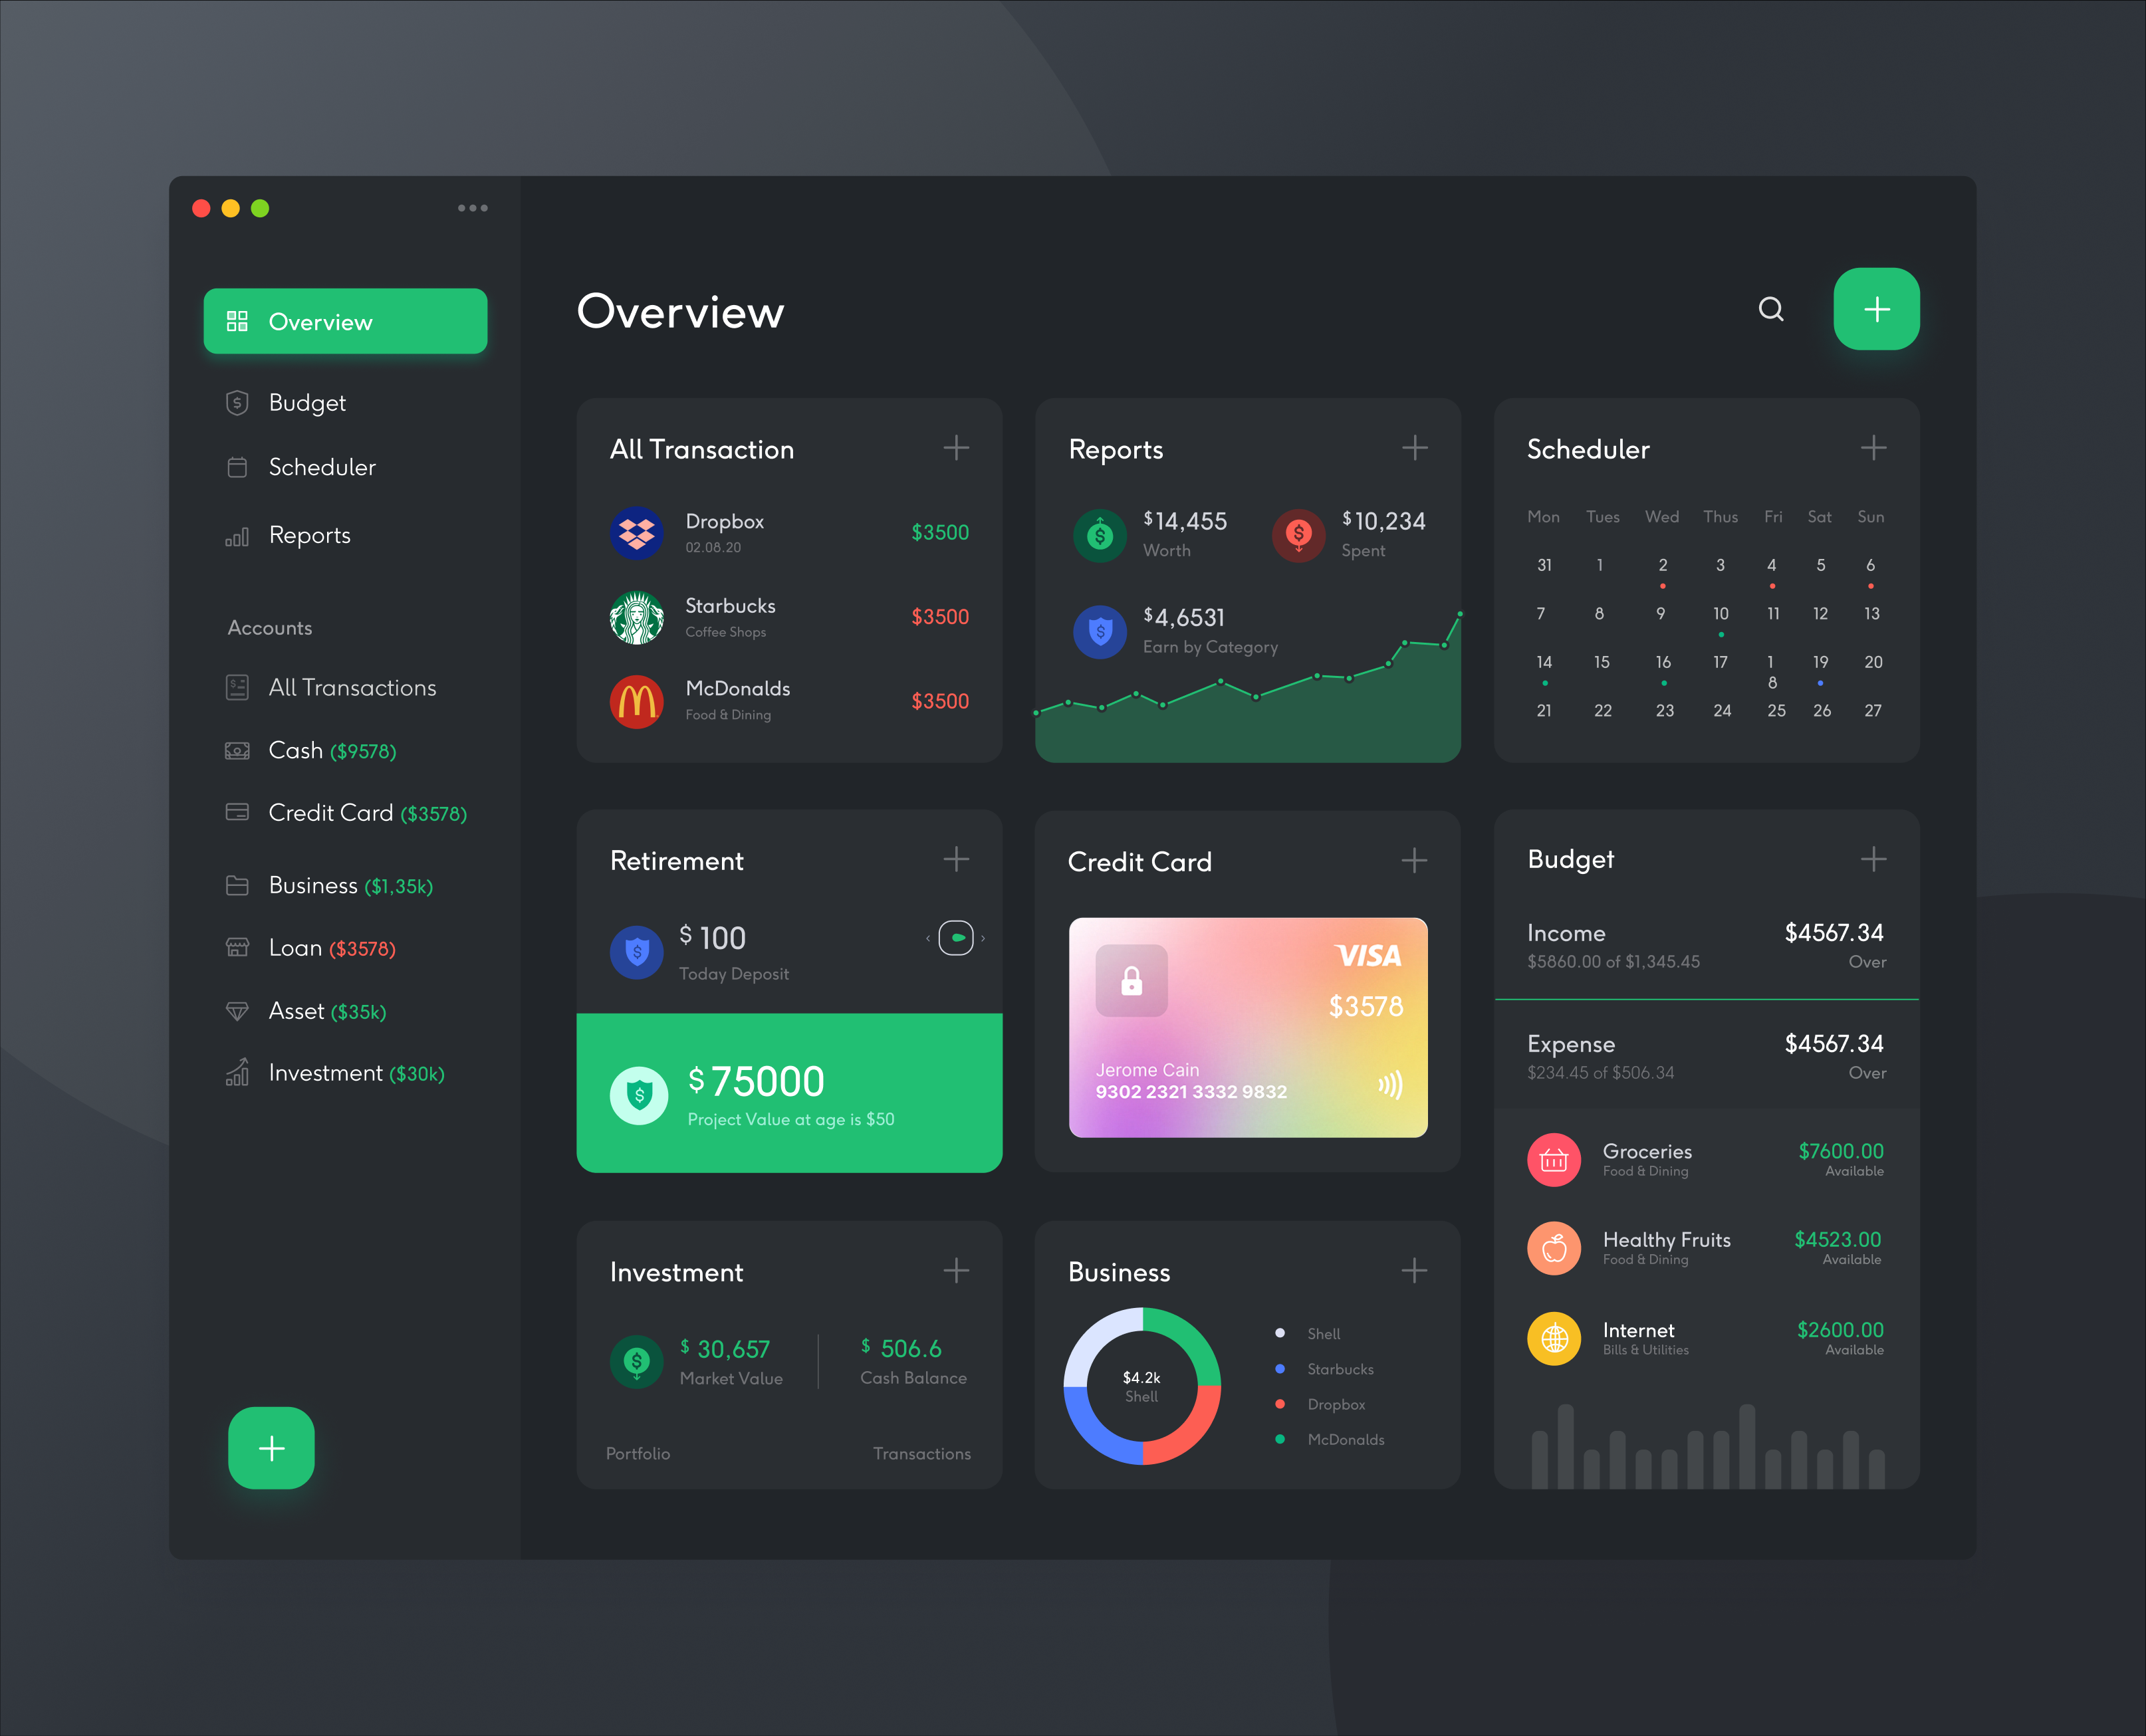 Overview
Budget
Scheduler
Reports
Accounts
All Transactions
Cash ($9578)
Credit Card ($3578)
Business ($1,35k)
Loan ($3578)
Asset ($35k)
Investment ($30k)
Overview
All Transaction
Dropbox
$3500
02.08.20
Starbucks
$3500
Coffee Shops
McDonalds
$3500
Food & Dining
Reports
$14,455
Worth
$10,234
Spent
$4,6531
Earn by Category
Scheduler
Mon Tues Wed Thus Fri Sat Sun
31 1 2 3 4 5 6
7 8 9 10 11 12 13
14 15 16 17 1 19 20
8
21 22 23 24 25 26 27
Retirement
$ 100
Today Deposit
$ 75000
Project Value at age is $50
Credit Card
VISA
$3578
Jerome Cain
9302 2321 3332 9832
Budget
Income $4567.34
$5860.00 of $1,345.45 Over
Expense $4567.34
$234.45 of $506.34 Over
Groceries $7600.00
Food & Dining Available
Healthy Fruits $4523.00
Food & Dining Available
Internet $2600.00
Bills & Utilities Available
Investment
$ 30,657
Market Value
$ 506.6
Cash Balance
Portfolio Transactions
Business
$4.2k
Shell
Shell
Starbucks
Dropbox
McDonalds